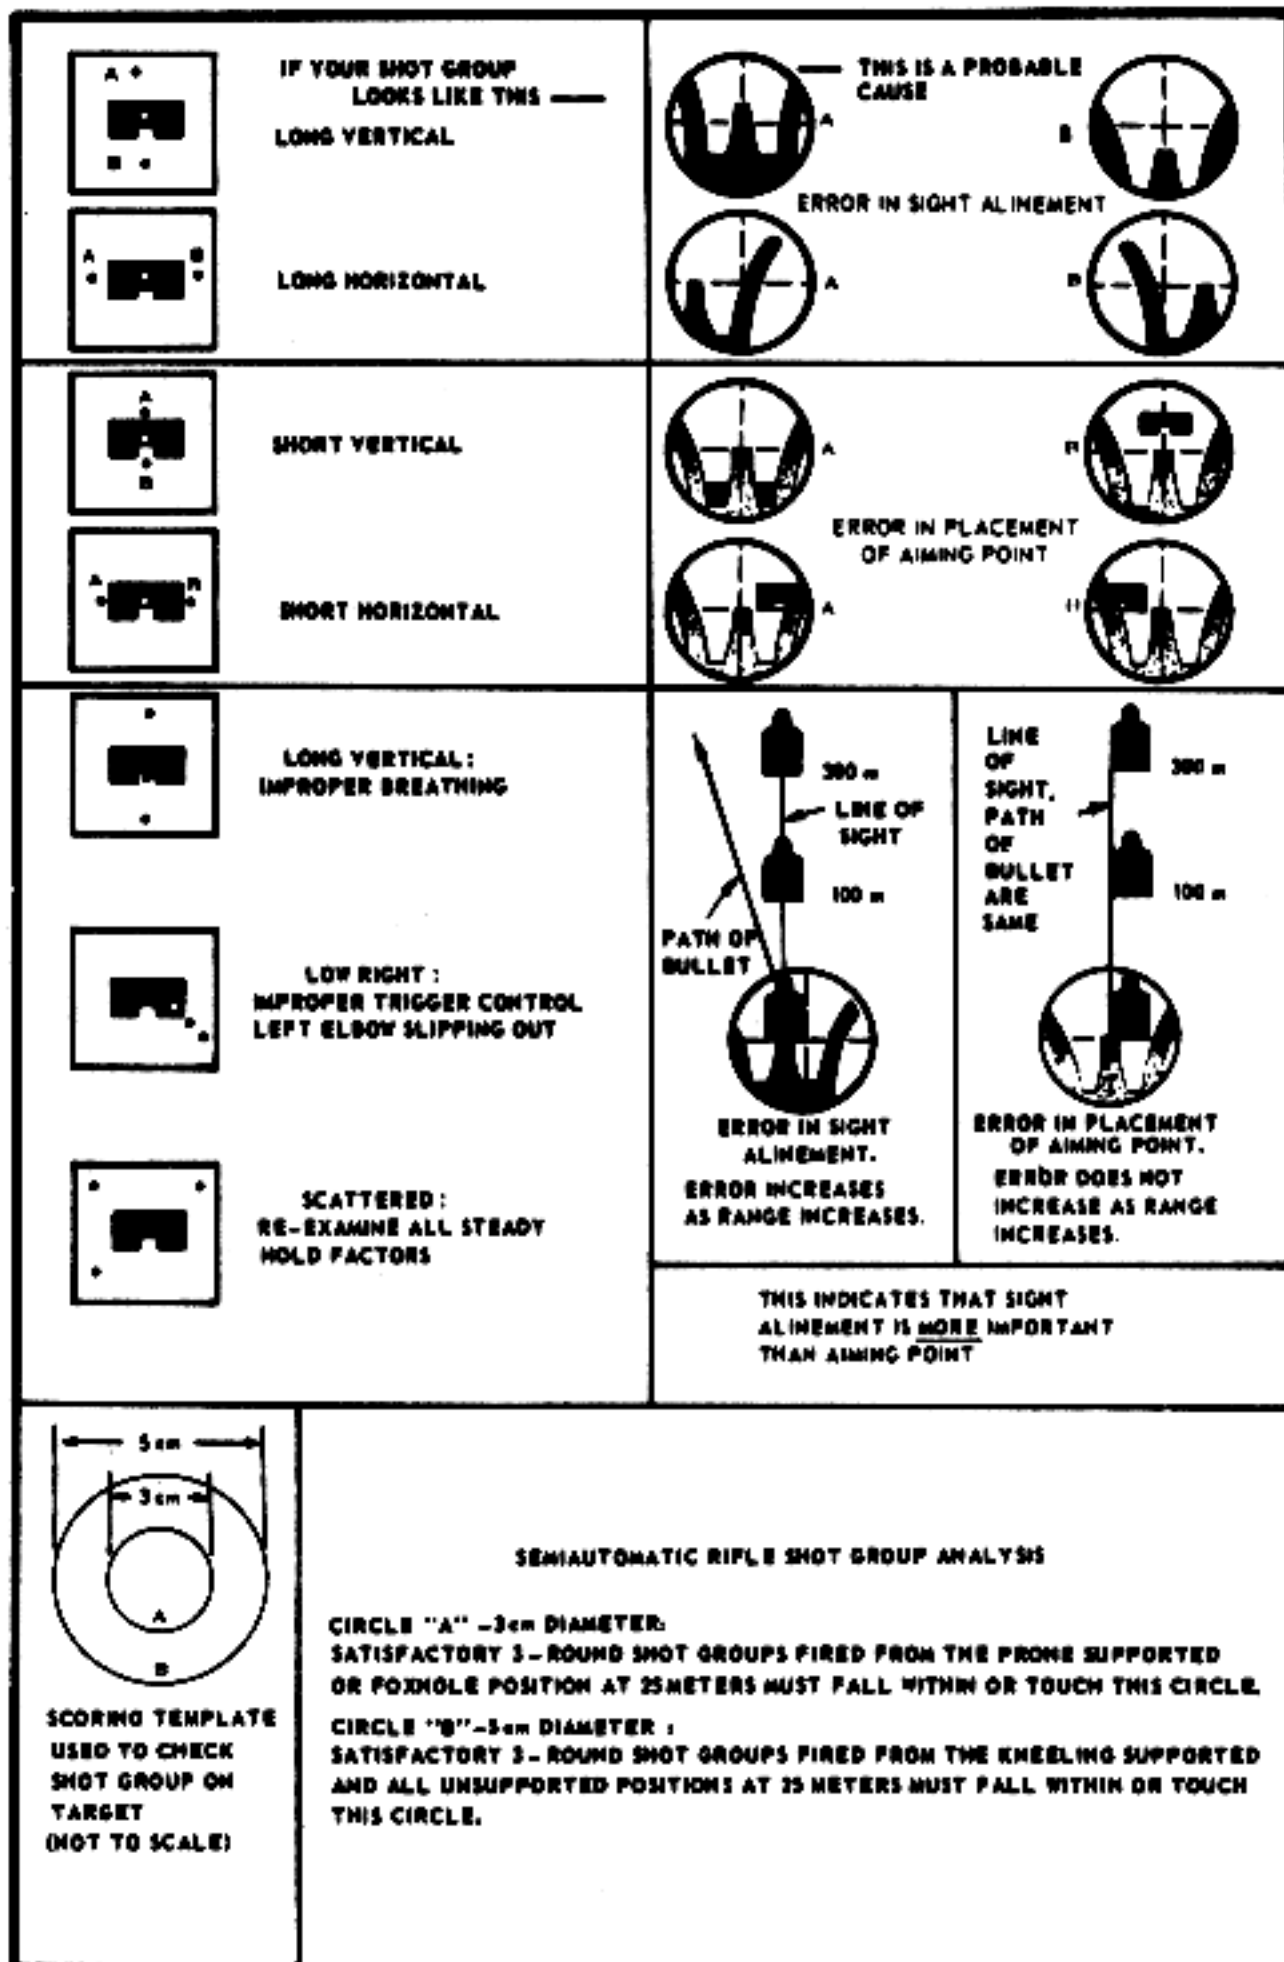 A
B
IF YOUR SHOT GROUP
LOOKS LIKE THIS
LONG VERTICAL
THIS IS A PROBABLE
CAUSE
A
B
ERROR IN SIGHT ALINEMENT
A
B
LONG HORIZONTAL
A
B
A
B
SHORT VERTICAL
A
B
ERROR IN PLACEMENT
OF AIMING POINT
A
B
SHORT HORIZONTAL
A
B
LONG VERTICAL:
IMPROPER BREATHING
LOW RIGHT:
IMPROPER TRIGGER CONTROL
LEFT ELBOW SLIPPING OUT
SCATTERED:
RE-EXAMINE ALL STEADY
HOLD FACTORS
300 m
LINE OF
SIGHT
100 m
PATH OF
BULLET
ERROR IN SIGHT
ALINEMENT.
ERROR INCREASES
AS RANGE INCREASES.
LINE
OF
SIGHT,
PATH
OF
BULLET
ARE
SAME
300 m
100 m
ERROR IN PLACEMENT
OF AIMING POINT.
ERROR DOES NOT
INCREASE AS RANGE
INCREASES.
THIS INDICATES THAT SIGHT
ALINEMENT IS MORE IMPORTANT
THAN AIMING POINT
5 cm
3 cm
A
B
SCORING TEMPLATE
USED TO CHECK
SHOT GROUP ON
TARGET
(NOT TO SCALE)
SEMIAUTOMATIC RIFLE SHOT GROUP ANALYSIS
CIRCLE "A" -3cm DIAMETER:
SATISFACTORY 3-ROUND SHOT GROUPS FIRED FROM THE PRONE SUPPORTED
OR FOXHOLE POSITION AT 25 METERS MUST FALL WITHIN OR TOUCH THIS CIRCLE.
CIRCLE "B"-5cm DIAMETER:
SATISFACTORY 3-ROUND SHOT GROUPS FIRED FROM THE KNEELING SUPPORTED
AND ALL UNSUPPORTED POSITIONS AT 25 METERS MUST FALL WITHIN OR TOUCH
THIS CIRCLE.